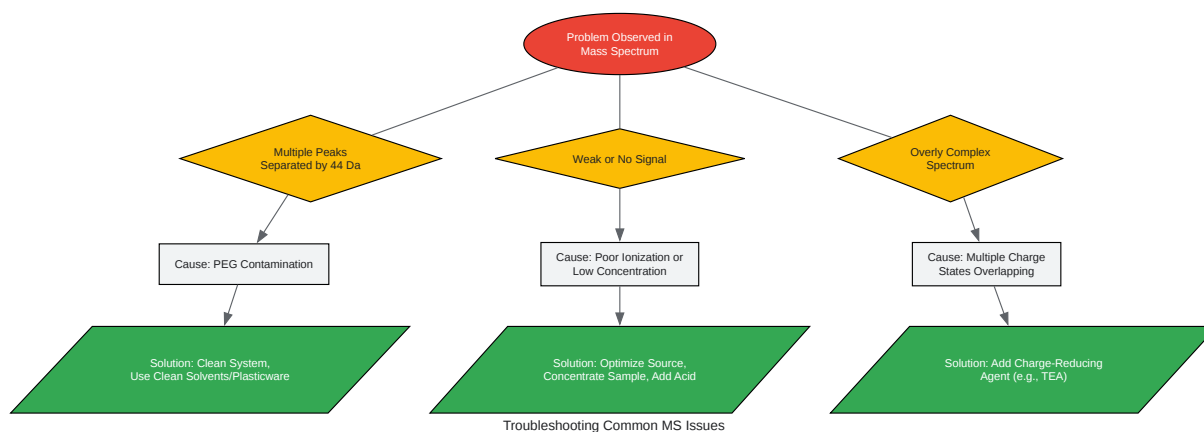 Problem Observed in
Mass Spectrum
Multiple Peaks
Separated by 44 Da
Weak or No Signal
Overly Complex
Spectrum
Cause: PEG Contamination
Cause: Poor Ionization or
Low Concentration
Cause: Multiple Charge
States Overlapping
Solution: Clean System,
Use Clean Solvents/Plasticware
Solution: Optimize Source,
Concentrate Sample, Add Acid
Solution: Add Charge-Reducing
Agent (e.g., TEA)
Troubleshooting Common MS Issues